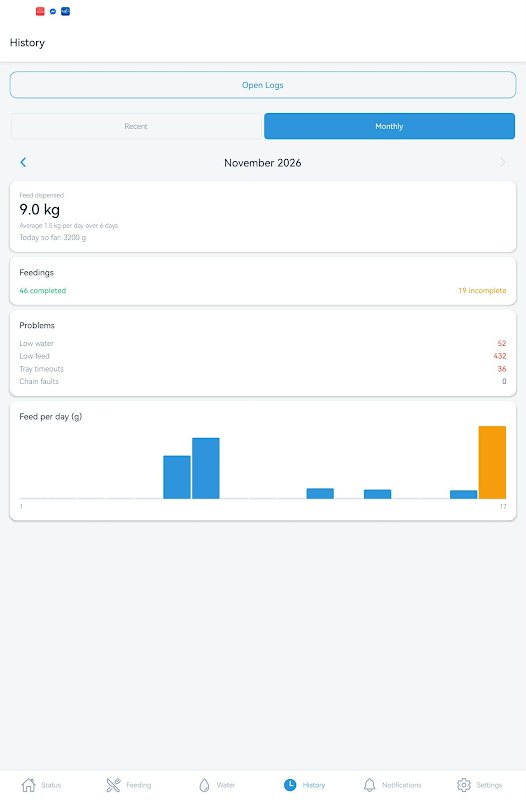 History
Open Logs
Recent
Monthly
November 2026
Feed dispensed
9.0 kg
Average 1.5 kg per day over 6 days
Today so far: 3200 g
Feedings
46 completed
19 incomplete
Problems
Low water
52
Low feed
432
Tray timeouts
36
Chain faults
0
Feed per day (g)
1
17
Status
Feeding
Water
History
Notifications
Settings